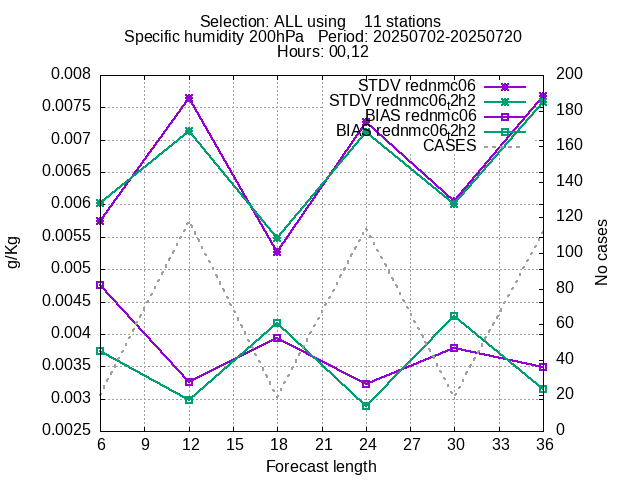 Selection: ALL using    11 stations
Specific humidity 200hPa   Period: 20250702-20250720
Hours: 00,12
0.008
0.0075
0.007
0.0065
0.006
0.0055
0.005
0.0045
0.004
0.0035
0.003
0.0025
g/Kg
STDV rednmc06
STDV rednmc06,2h2
BIAS rednmc06
BIAS rednmc06,2h2
CASES
200
180
160
140
120
100
80
60
40
20
0
No cases
6 9 12 15 18 21 24 27 30 33 36
Forecast length